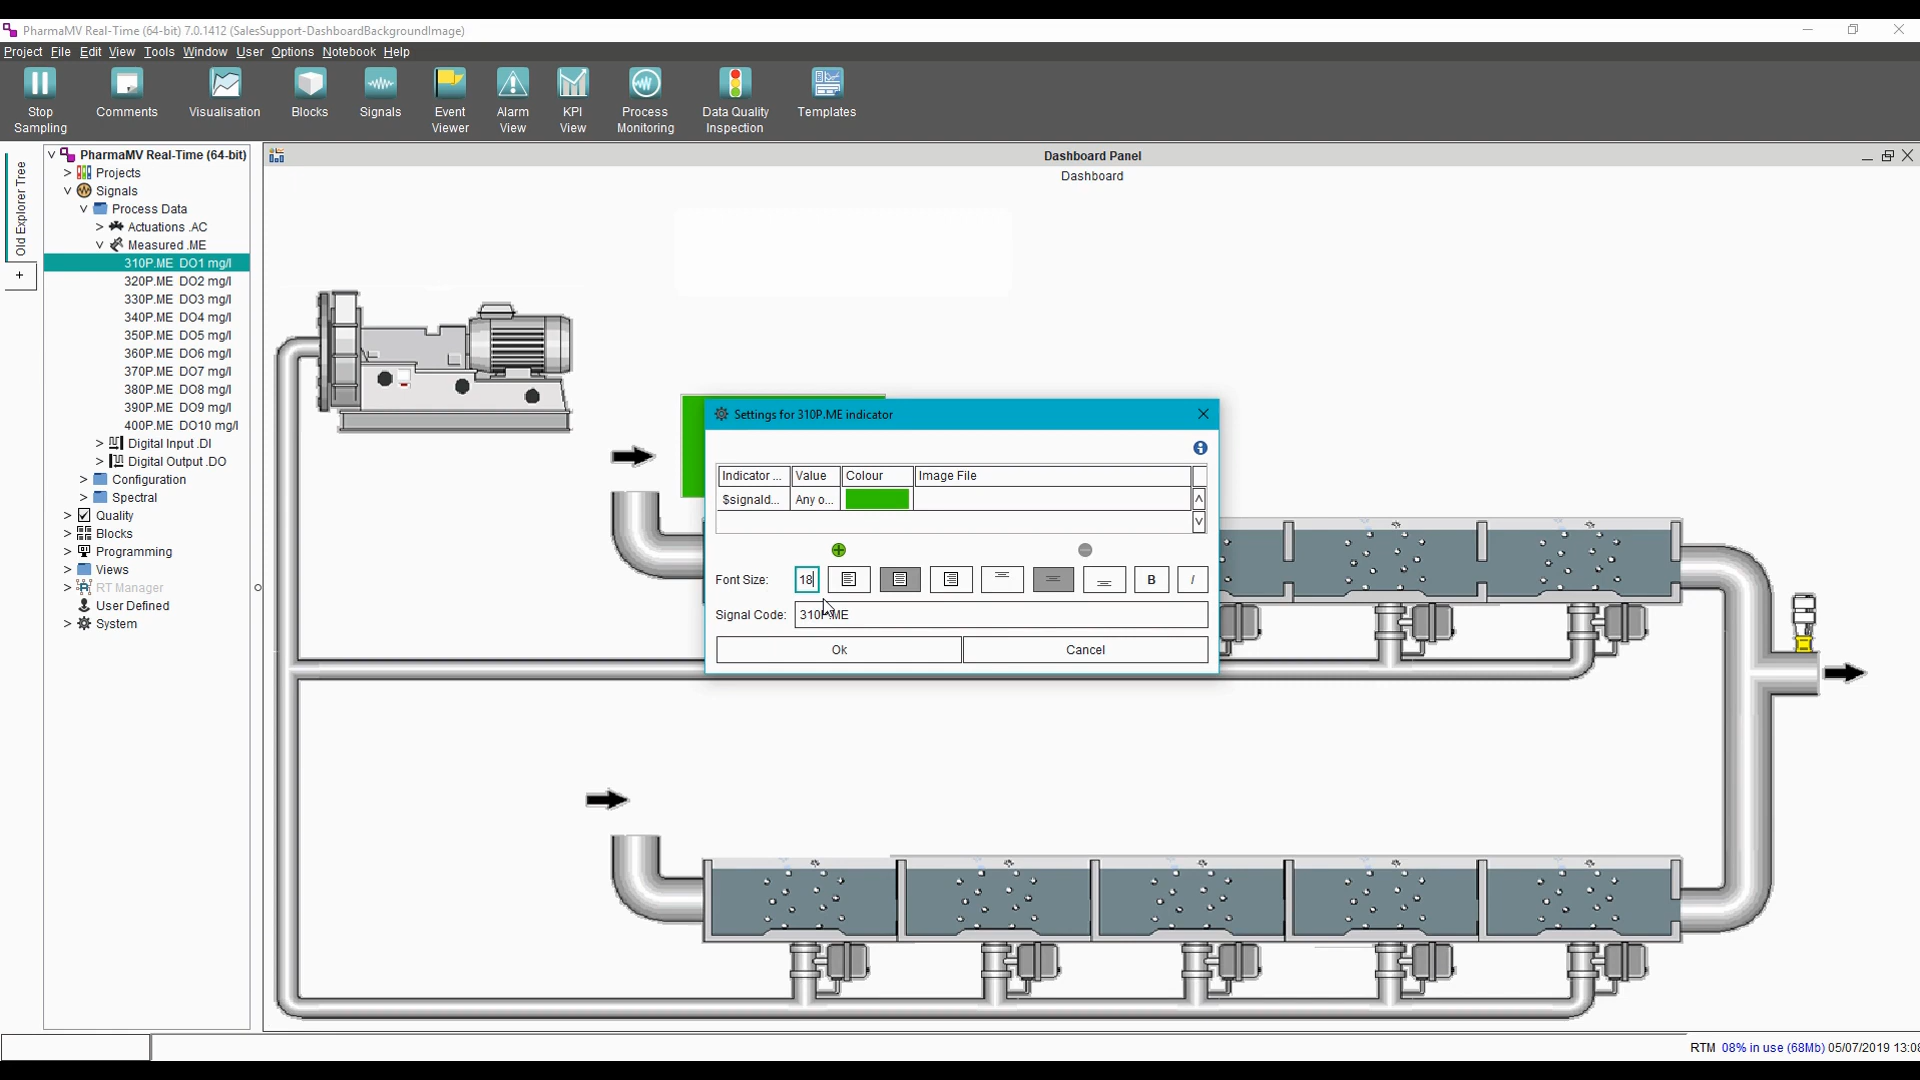 PharmaMV Real-Time (64-bit) 7.0.1412 (SalesSupport-DashboardBackgroundImage)
Project File Edit View Tools Window User Options Notebook Help
Stop Sampling
Comments
Visualisation
Blocks
Signals
Event Viewer
Alarm View
KPI View
Process Monitoring
Data Quality Inspection
Templates
Old Explorer Tree
+
PharmaMV Real-Time (64-bit)
Projects
Signals
Process Data
Actuations .AC
Measured .ME
310P.ME DO1 mg/l
320P.ME DO2 mg/l
330P.ME DO3 mg/l
340P.ME DO4 mg/l
350P.ME DO5 mg/l
360P.ME DO6 mg/l
370P.ME DO7 mg/l
380P.ME DO8 mg/l
390P.ME DO9 mg/l
400P.ME DO10 mg/l
Digital Input .DI
Digital Output .DO
Configuration
Spectral
Quality
Blocks
Programming
Views
RT Manager
User Defined
System
Dashboard Panel
Dashboard
Settings for 310P.ME indicator
Indicator ... Value Colour Image File
$signald... Any o...
Font Size: 18 B I
Signal Code: 310P.ME
Ok Cancel
RTM 08% in use (68Mb) 05/07/2019 13:08